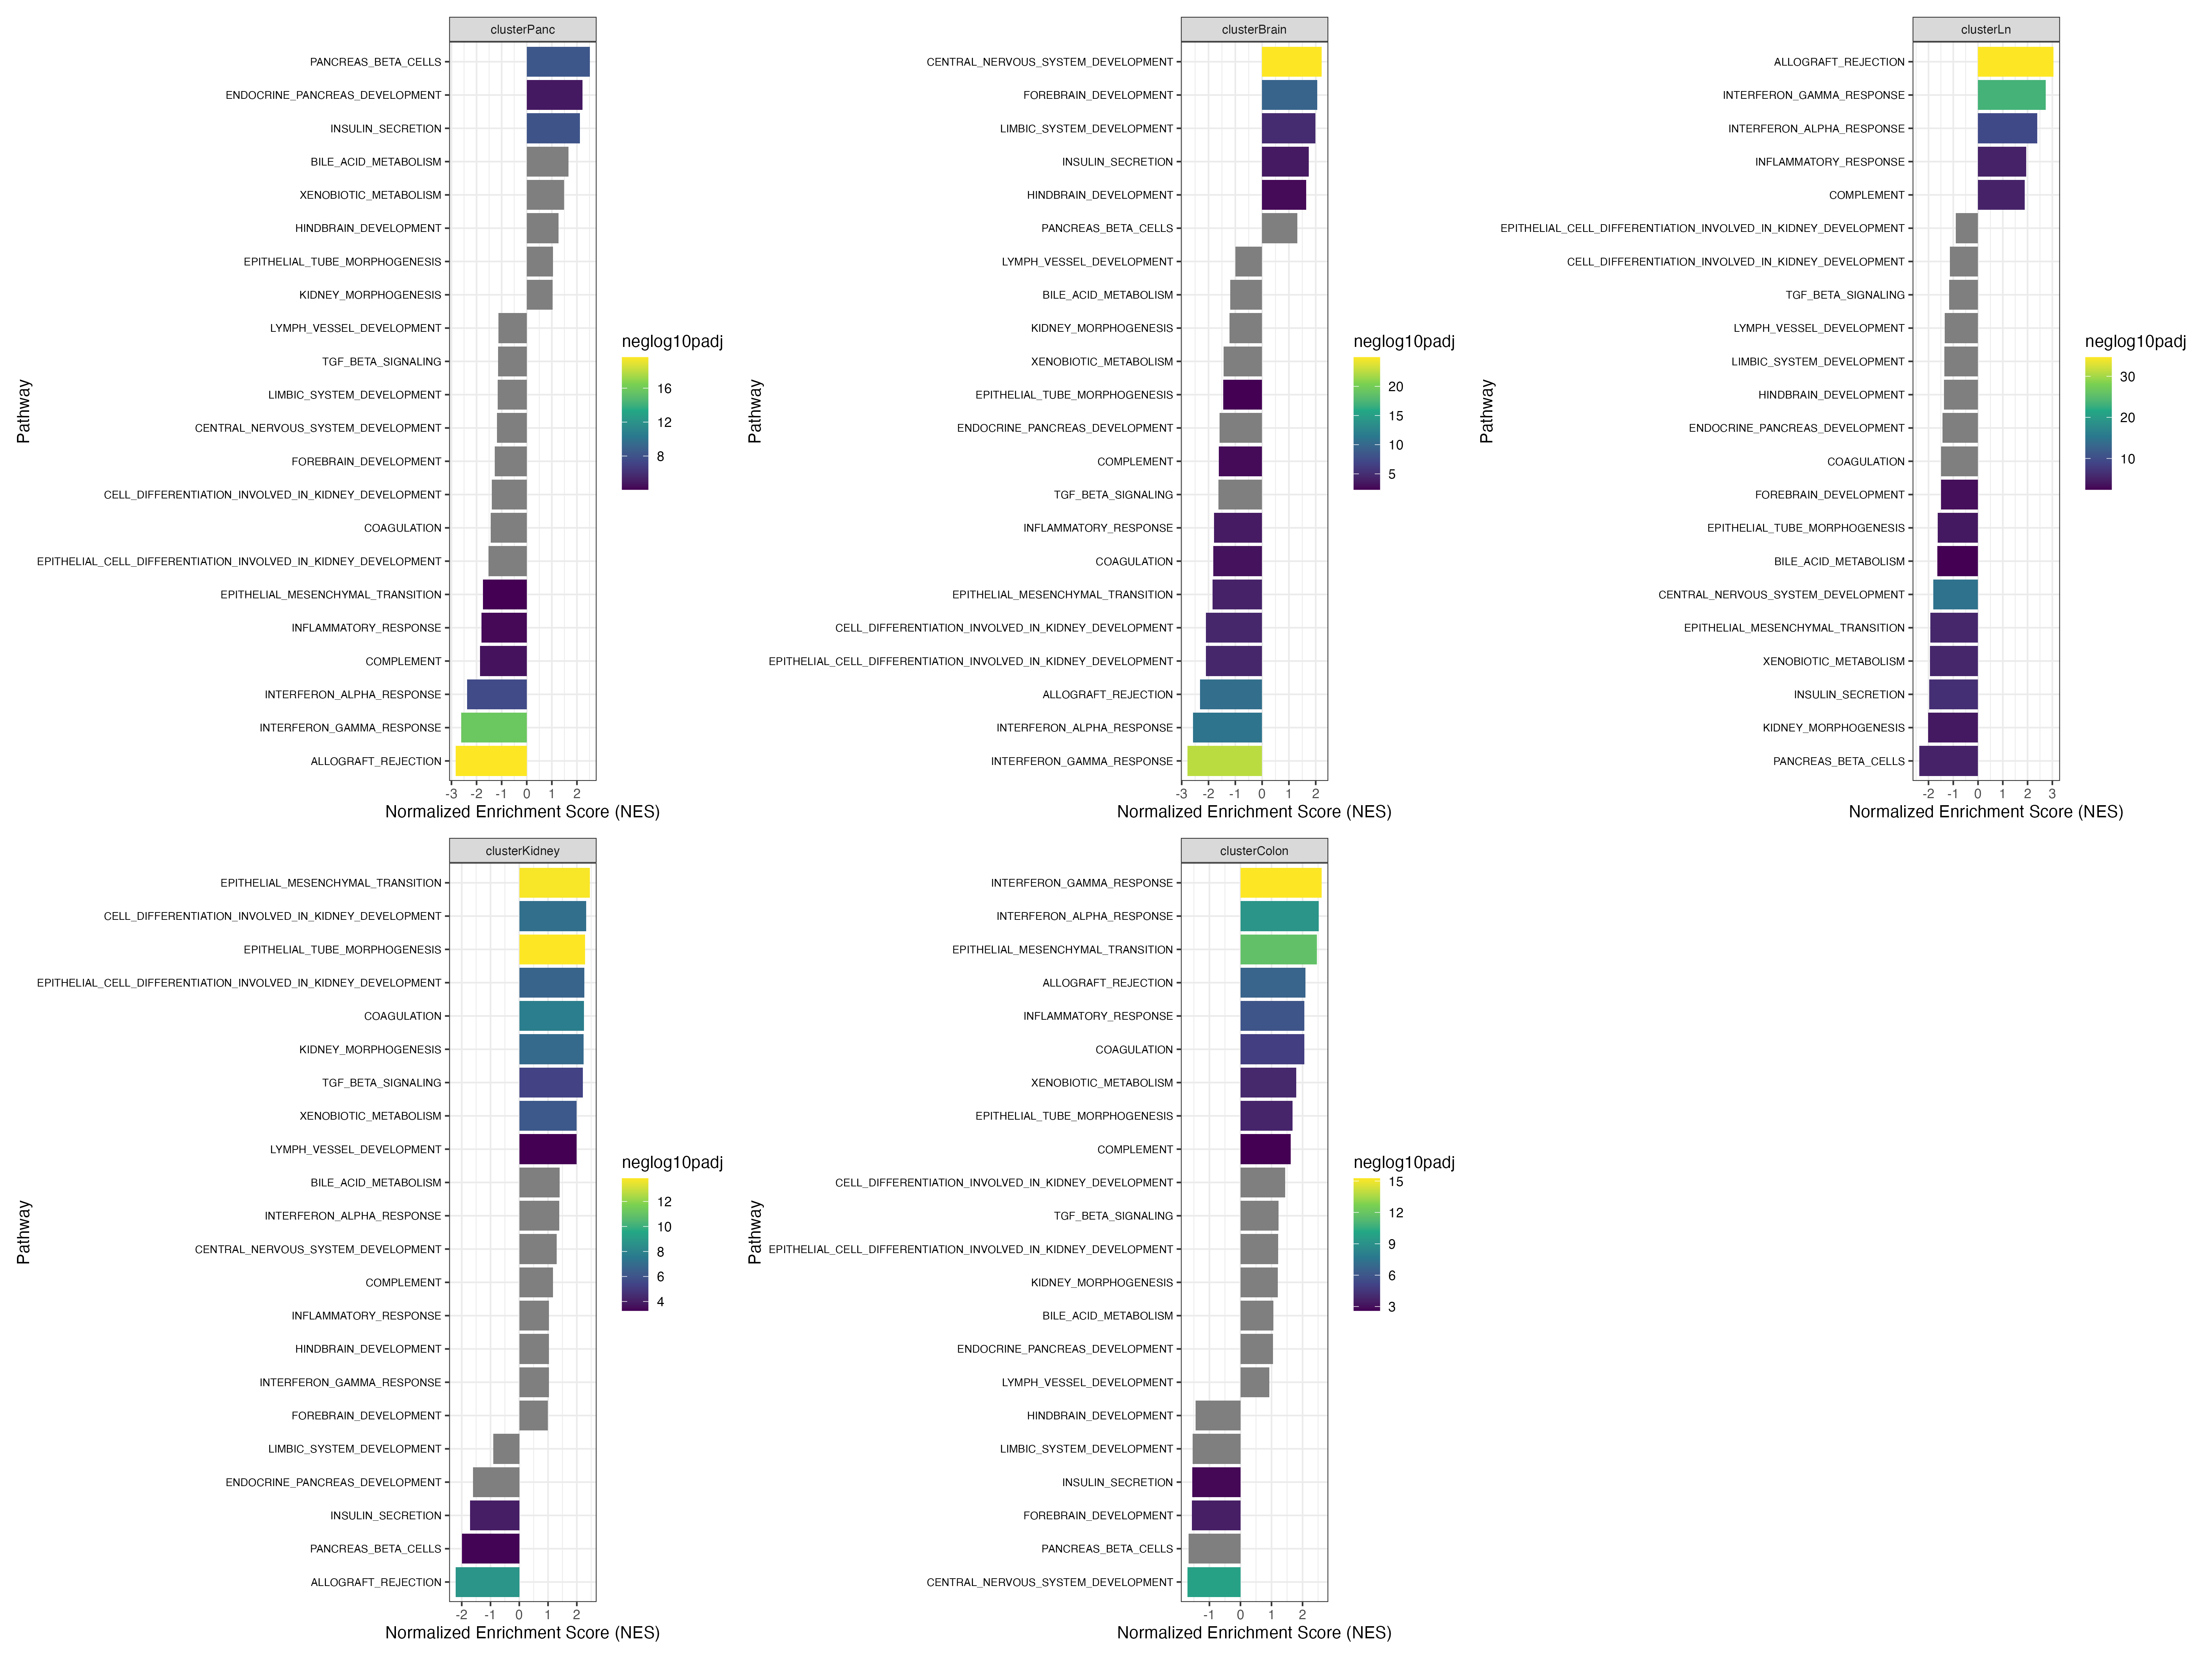 clusterPanc
PANCREAS_BETA_CELLS
ENDOCRINE_PANCREAS_DEVELOPMENT
INSULIN_SECRETION
BILE_ACID_METABOLISM
XENOBIOTIC_METABOLISM
HINDBRAIN_DEVELOPMENT
EPITHELIAL_TUBE_MORPHOGENESIS
KIDNEY_MORPHOGENESIS
LYMPH_VESSEL_DEVELOPMENT
TGF_BETA_SIGNALING
LIMBIC_SYSTEM_DEVELOPMENT
CENTRAL_NERVOUS_SYSTEM_DEVELOPMENT
FOREBRAIN_DEVELOPMENT
CELL_DIFFERENTIATION_INVOLVED_IN_KIDNEY_DEVELOPMENT
COAGULATION
EPITHELIAL_CELL_DIFFERENTIATION_INVOLVED_IN_KIDNEY_DEVELOPMENT
EPITHELIAL_MESENCHYMAL_TRANSITION
INFLAMMATORY_RESPONSE
COMPLEMENT
INTERFERON_ALPHA_RESPONSE
INTERFERON_GAMMA_RESPONSE
ALLOGRAFT_REJECTION
-3 -2 -1 0 1 2
Normalized Enrichment Score (NES)
Pathway
neglog10padj
16
12
8
clusterBrain
CENTRAL_NERVOUS_SYSTEM_DEVELOPMENT
FOREBRAIN_DEVELOPMENT
LIMBIC_SYSTEM_DEVELOPMENT
INSULIN_SECRETION
HINDBRAIN_DEVELOPMENT
PANCREAS_BETA_CELLS
LYMPH_VESSEL_DEVELOPMENT
BILE_ACID_METABOLISM
KIDNEY_MORPHOGENESIS
XENOBIOTIC_METABOLISM
EPITHELIAL_TUBE_MORPHOGENESIS
ENDOCRINE_PANCREAS_DEVELOPMENT
COMPLEMENT
TGF_BETA_SIGNALING
INFLAMMATORY_RESPONSE
COAGULATION
EPITHELIAL_MESENCHYMAL_TRANSITION
CELL_DIFFERENTIATION_INVOLVED_IN_KIDNEY_DEVELOPMENT
EPITHELIAL_CELL_DIFFERENTIATION_INVOLVED_IN_KIDNEY_DEVELOPMENT
ALLOGRAFT_REJECTION
INTERFERON_ALPHA_RESPONSE
INTERFERON_GAMMA_RESPONSE
-3 -2 -1 0 1 2
Normalized Enrichment Score (NES)
Pathway
neglog10padj
20
15
10
5
clusterLn
ALLOGRAFT_REJECTION
INTERFERON_GAMMA_RESPONSE
INTERFERON_ALPHA_RESPONSE
INFLAMMATORY_RESPONSE
COMPLEMENT
EPITHELIAL_CELL_DIFFERENTIATION_INVOLVED_IN_KIDNEY_DEVELOPMENT
CELL_DIFFERENTIATION_INVOLVED_IN_KIDNEY_DEVELOPMENT
TGF_BETA_SIGNALING
LYMPH_VESSEL_DEVELOPMENT
LIMBIC_SYSTEM_DEVELOPMENT
HINDBRAIN_DEVELOPMENT
ENDOCRINE_PANCREAS_DEVELOPMENT
COAGULATION
FOREBRAIN_DEVELOPMENT
EPITHELIAL_TUBE_MORPHOGENESIS
BILE_ACID_METABOLISM
CENTRAL_NERVOUS_SYSTEM_DEVELOPMENT
EPITHELIAL_MESENCHYMAL_TRANSITION
XENOBIOTIC_METABOLISM
INSULIN_SECRETION
KIDNEY_MORPHOGENESIS
PANCREAS_BETA_CELLS
-2 -1 0 1 2 3
Normalized Enrichment Score (NES)
Pathway
neglog10padj
30
20
10
clusterKidney
EPITHELIAL_MESENCHYMAL_TRANSITION
CELL_DIFFERENTIATION_INVOLVED_IN_KIDNEY_DEVELOPMENT
EPITHELIAL_TUBE_MORPHOGENESIS
EPITHELIAL_CELL_DIFFERENTIATION_INVOLVED_IN_KIDNEY_DEVELOPMENT
COAGULATION
KIDNEY_MORPHOGENESIS
TGF_BETA_SIGNALING
XENOBIOTIC_METABOLISM
LYMPH_VESSEL_DEVELOPMENT
BILE_ACID_METABOLISM
INTERFERON_ALPHA_RESPONSE
CENTRAL_NERVOUS_SYSTEM_DEVELOPMENT
COMPLEMENT
INFLAMMATORY_RESPONSE
HINDBRAIN_DEVELOPMENT
INTERFERON_GAMMA_RESPONSE
FOREBRAIN_DEVELOPMENT
LIMBIC_SYSTEM_DEVELOPMENT
ENDOCRINE_PANCREAS_DEVELOPMENT
INSULIN_SECRETION
PANCREAS_BETA_CELLS
ALLOGRAFT_REJECTION
-2 -1 0 1 2
Normalized Enrichment Score (NES)
Pathway
neglog10padj
12
10
8
6
4
clusterColon
INTERFERON_GAMMA_RESPONSE
INTERFERON_ALPHA_RESPONSE
EPITHELIAL_MESENCHYMAL_TRANSITION
ALLOGRAFT_REJECTION
INFLAMMATORY_RESPONSE
COAGULATION
XENOBIOTIC_METABOLISM
EPITHELIAL_TUBE_MORPHOGENESIS
COMPLEMENT
CELL_DIFFERENTIATION_INVOLVED_IN_KIDNEY_DEVELOPMENT
TGF_BETA_SIGNALING
EPITHELIAL_CELL_DIFFERENTIATION_INVOLVED_IN_KIDNEY_DEVELOPMENT
KIDNEY_MORPHOGENESIS
BILE_ACID_METABOLISM
ENDOCRINE_PANCREAS_DEVELOPMENT
LYMPH_VESSEL_DEVELOPMENT
HINDBRAIN_DEVELOPMENT
LIMBIC_SYSTEM_DEVELOPMENT
INSULIN_SECRETION
FOREBRAIN_DEVELOPMENT
PANCREAS_BETA_CELLS
CENTRAL_NERVOUS_SYSTEM_DEVELOPMENT
-1 0 1 2
Normalized Enrichment Score (NES)
Pathway
neglog10padj
15
12
9
6
3